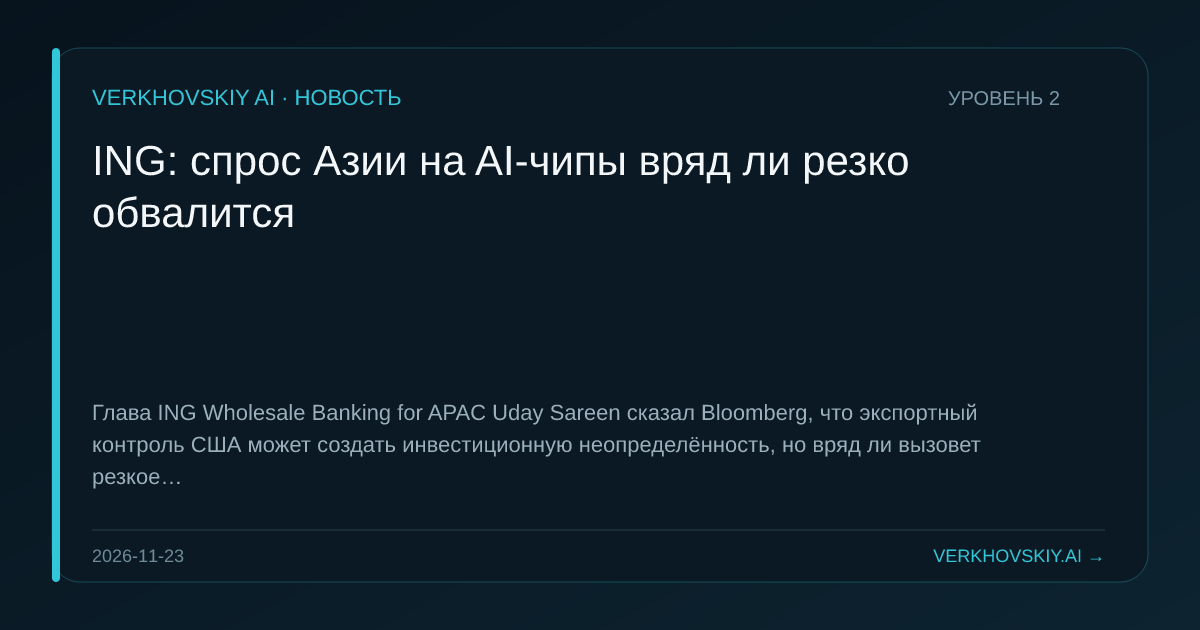 VERKHOVSKIY AI · НОВОСТЬ
УРОВЕНЬ 2
ING: спрос Азии на AI-чипы вряд ли резко
обвалится
Глава ING Wholesale Banking for APAC Uday Sareen сказал Bloomberg, что экспортный
контроль США может создать инвестиционную неопределённость, но вряд ли вызовет
резкое…
2026-11-23
VERKHOVSKIY.AI →